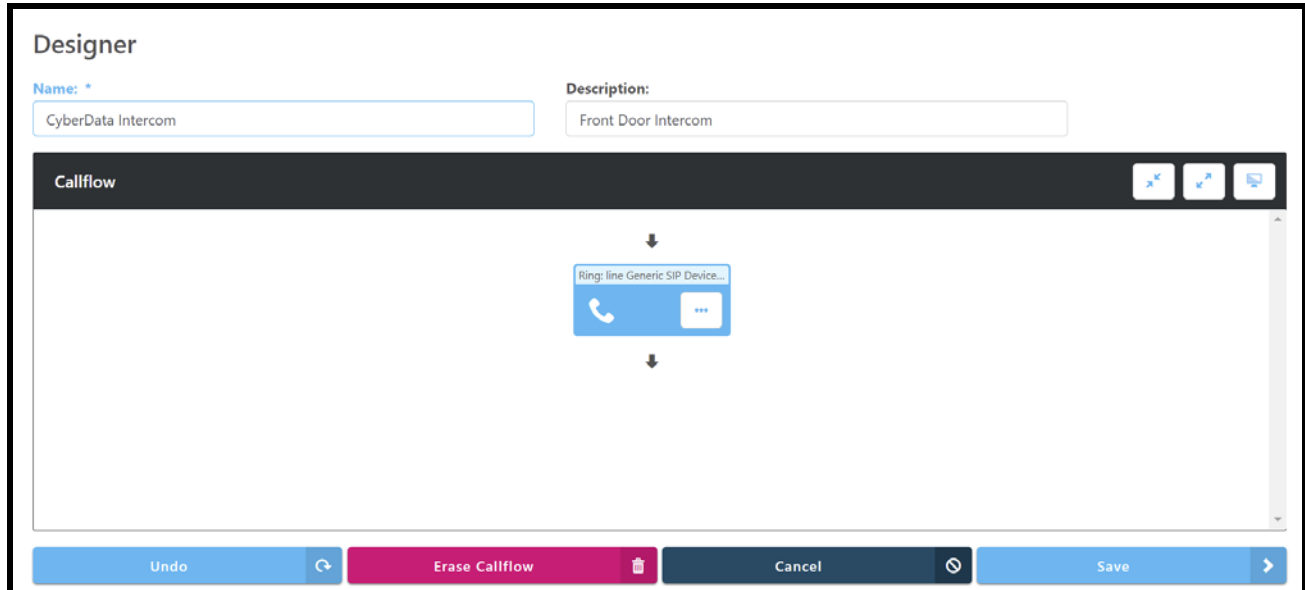 Designer
Name: * Description:
CyberData Intercom Front Door Intercom
Callflow
Ring: line Generic SIP Device...
Undo Erase Callflow Cancel Save